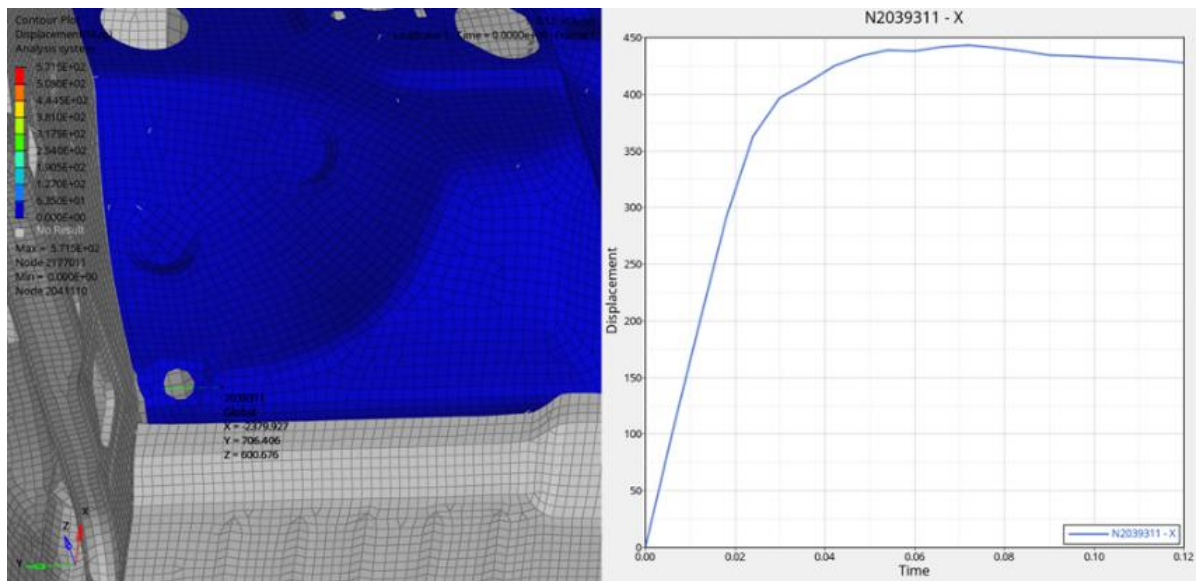 Contour Plot
Displacement
Analysis system
5.715E+02
5.080E+02
4.445E+02
3.810E+02
3.175E+02
2.540E+02
1.905E+02
1.270E+02
6.350E+01
0.000E+00
No Result
Max = 5.715E+02
Node 2177011
Min = 0.000E+00
Node 2041110
Time = 0.0000e+00
2039311
Global
X = -2379.927
Y = 706.406
Z = 600.676
X
Z
Y
N2039311 - X
450
400
350
300
250
200
150
100
50
0
Displacement
0.00
0.02
0.04
0.06
0.08
0.10
0.12
Time
N2039311 - X